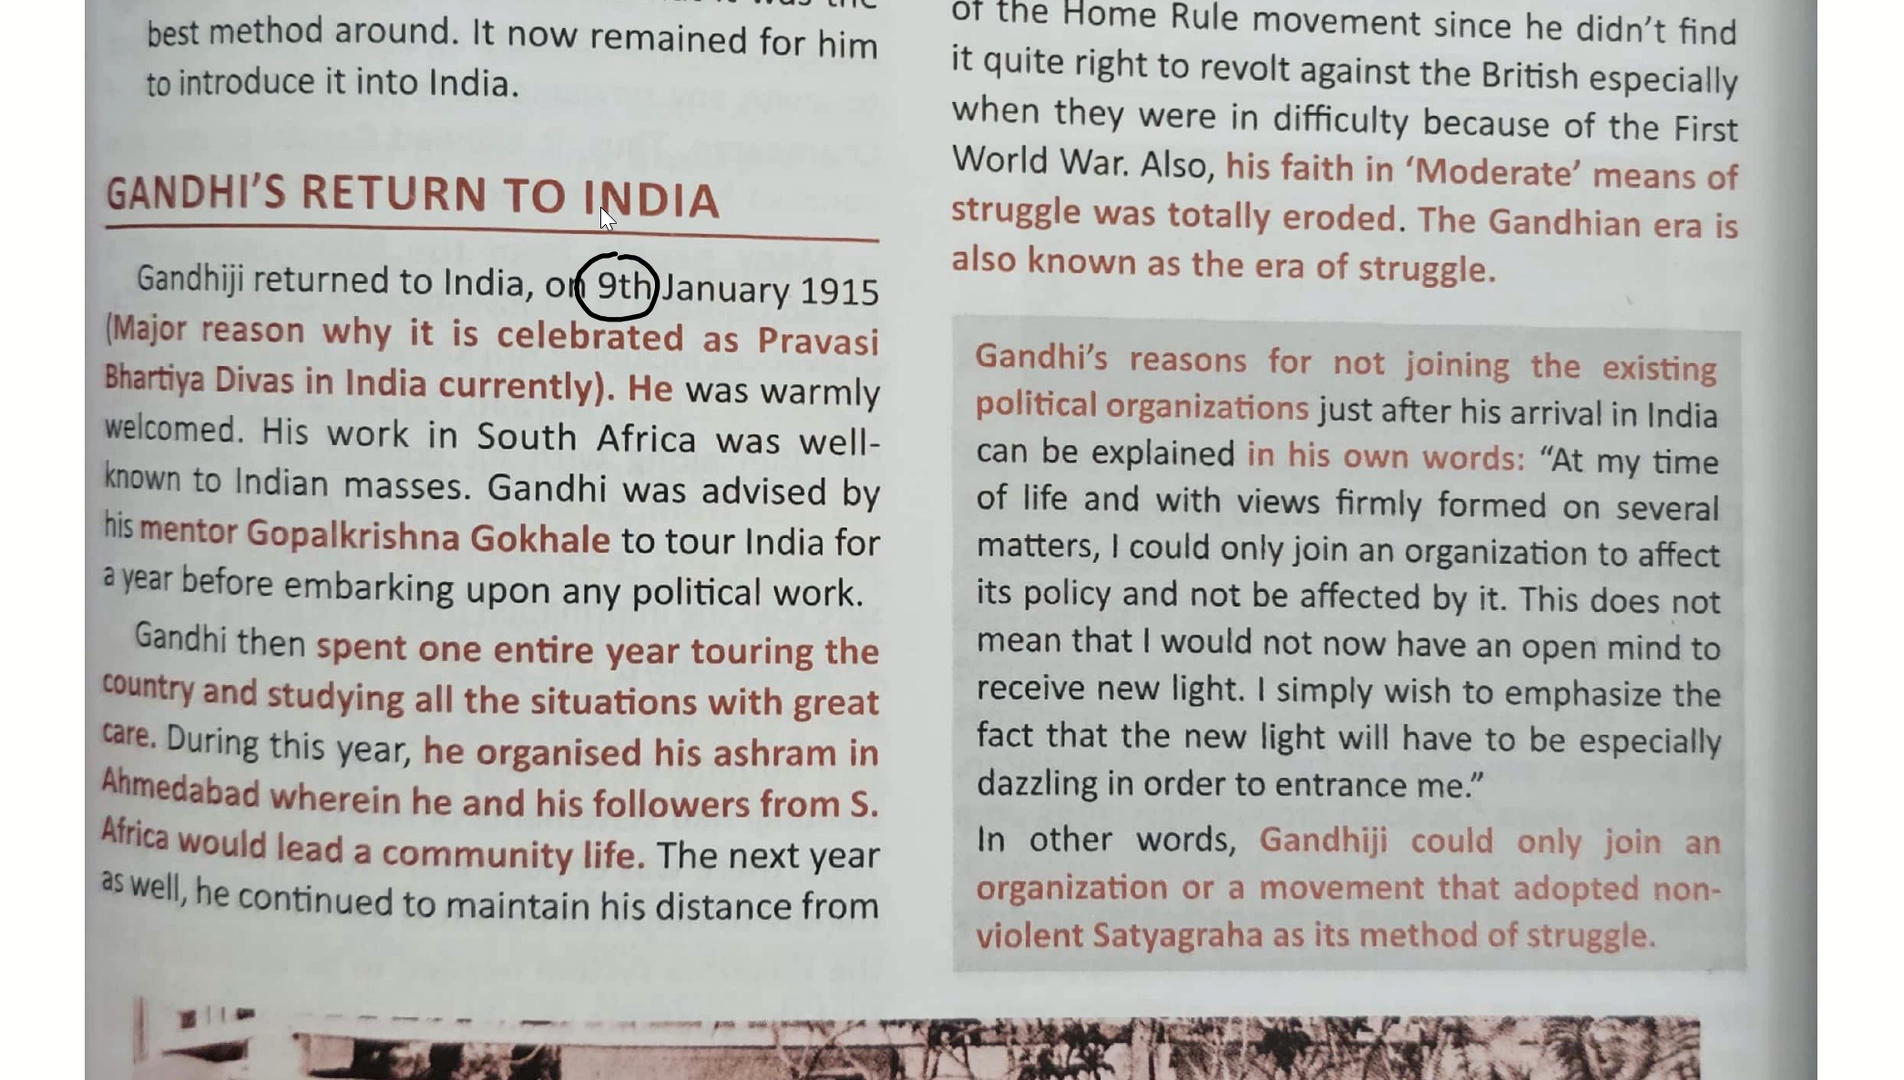 best method around. It now remained for him
to introduce it into India.
GANDHI'S RETURN TO INDIA
Gandhiji returned to India, on 9th January 1915
(Major reason why it is celebrated as Pravasi
Bhartiya Divas in India currently). He was warmly
welcomed. His work in South Africa was well-
known to Indian masses. Gandhi was advised by
his mentor Gopalkrishna Gokhale to tour India for
a year before embarking upon any political work.
Gandhi then spent one entire year touring the
country and studying all the situations with great
care. During this year, he organised his ashram in
Ahmedabad wherein he and his followers from S.
Africa would lead a community life. The next year
as well, he continued to maintain his distance from
of the Home Rule movement since he didn't find
it quite right to revolt against the British especially
when they were in difficulty because of the First
World War. Also, his faith in ‘Moderate’ means of
struggle was totally eroded. The Gandhian era is
also known as the era of struggle.
Gandhi's reasons for not joining the existing
political organizations just after his arrival in India
can be explained in his own words: “At my time
of life and with views firmly formed on several
matters, I could only join an organization to affect
its policy and not be affected by it. This does not
mean that I would not now have an open mind to
receive new light. I simply wish to emphasize the
fact that the new light will have to be especially
dazzling in order to entrance me.”
In other words, Gandhiji could only join an
organization or a movement that adopted non-
violent Satyagraha as its method of struggle.